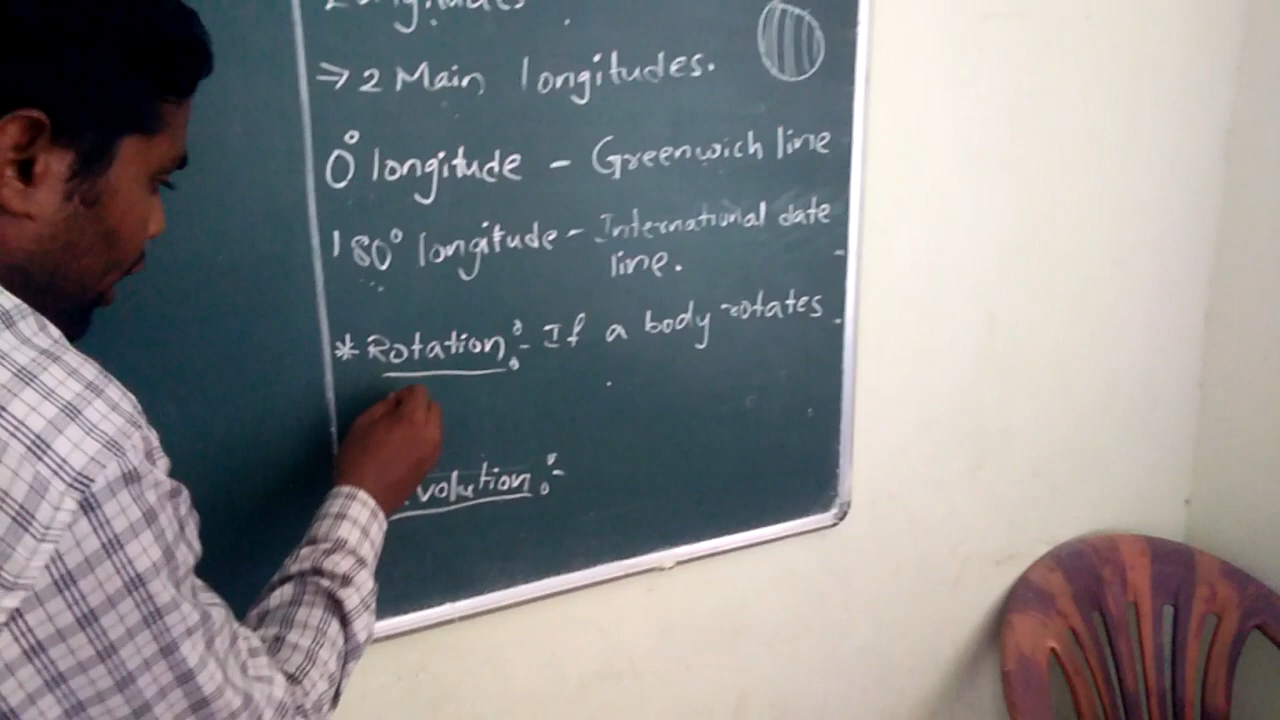 ⇒ 2 Main longitudes.
0° longitude - Greenwich line
180° longitude - International date
line.
* Rotation :- If a body rotates
volution :-